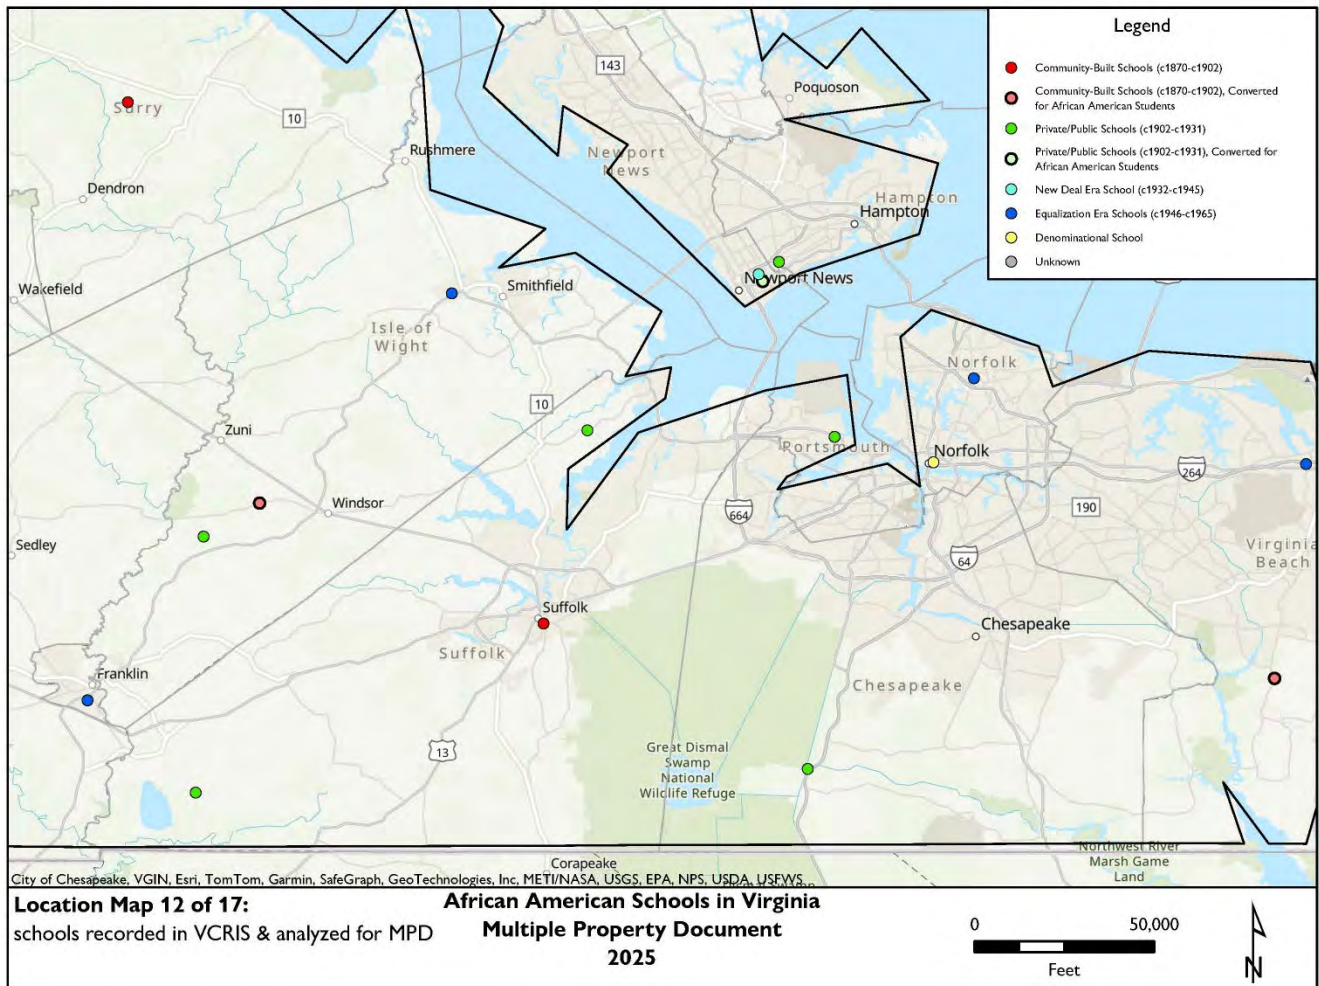 Legend
Community-Built Schools (c1870-c1902)
Community-Built Schools (c1870-c1902), Converted
for African American Students
Private/Public Schools (c1902-c1931)
Private/Public Schools (c1902-c1931), Converted for
African American Students
New Deal Era School (c1932-c1945)
Equalization Era Schools (c1946-c1965)
Denominational School
Unknown
143
Poquoson
Surry
10
Rushmere
Newport
News
Dendron
Hampton
Hampton
Newport News
Wakefield
Smithfield
Isle of
Wight
Norfolk
10
Zuni
Portsmouth
Norfolk
264
Windsor
664
190
Sedley
Virginia
Beach
64
Suffolk
Chesapeake
Suffolk
Franklin
Chesapeake
13
Great Dismal
Swamp
National
Wildlife Refuge
Northwest River
Marsh Game
Land
Corapeake
City of Chesapeake, VGIN, Esri, TomTom, Garmin, SafeGraph, GeoTechnologies, Inc, METI/NASA, USGS, EPA, NPS, USDA, USFWS
Location Map 12 of 17:
schools recorded in VCRIS & analyzed for MPD
African American Schools in Virginia
Multiple Property Document
2025
0 50,000
Feet
N